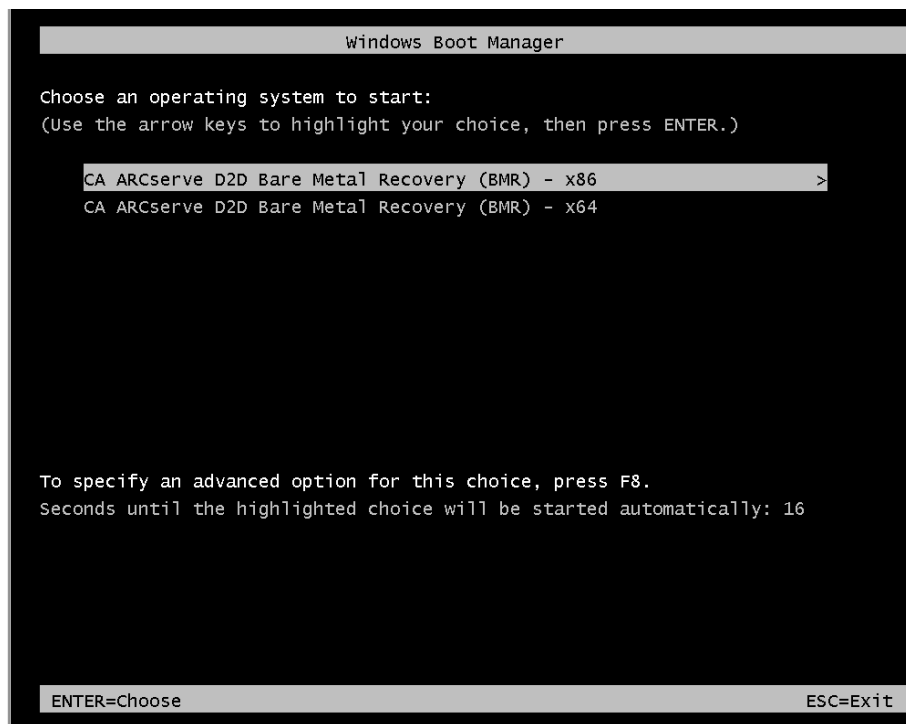 Windows Boot Manager
Choose an operating system to start:
(Use the arrow keys to highlight your choice, then press ENTER.)
CA ARCserve D2D Bare Metal Recovery (BMR) - x86 >
CA ARCserve D2D Bare Metal Recovery (BMR) - x64
To specify an advanced option for this choice, press F8.
Seconds until the highlighted choice will be started automatically: 16
ENTER=Choose ESC=Exit